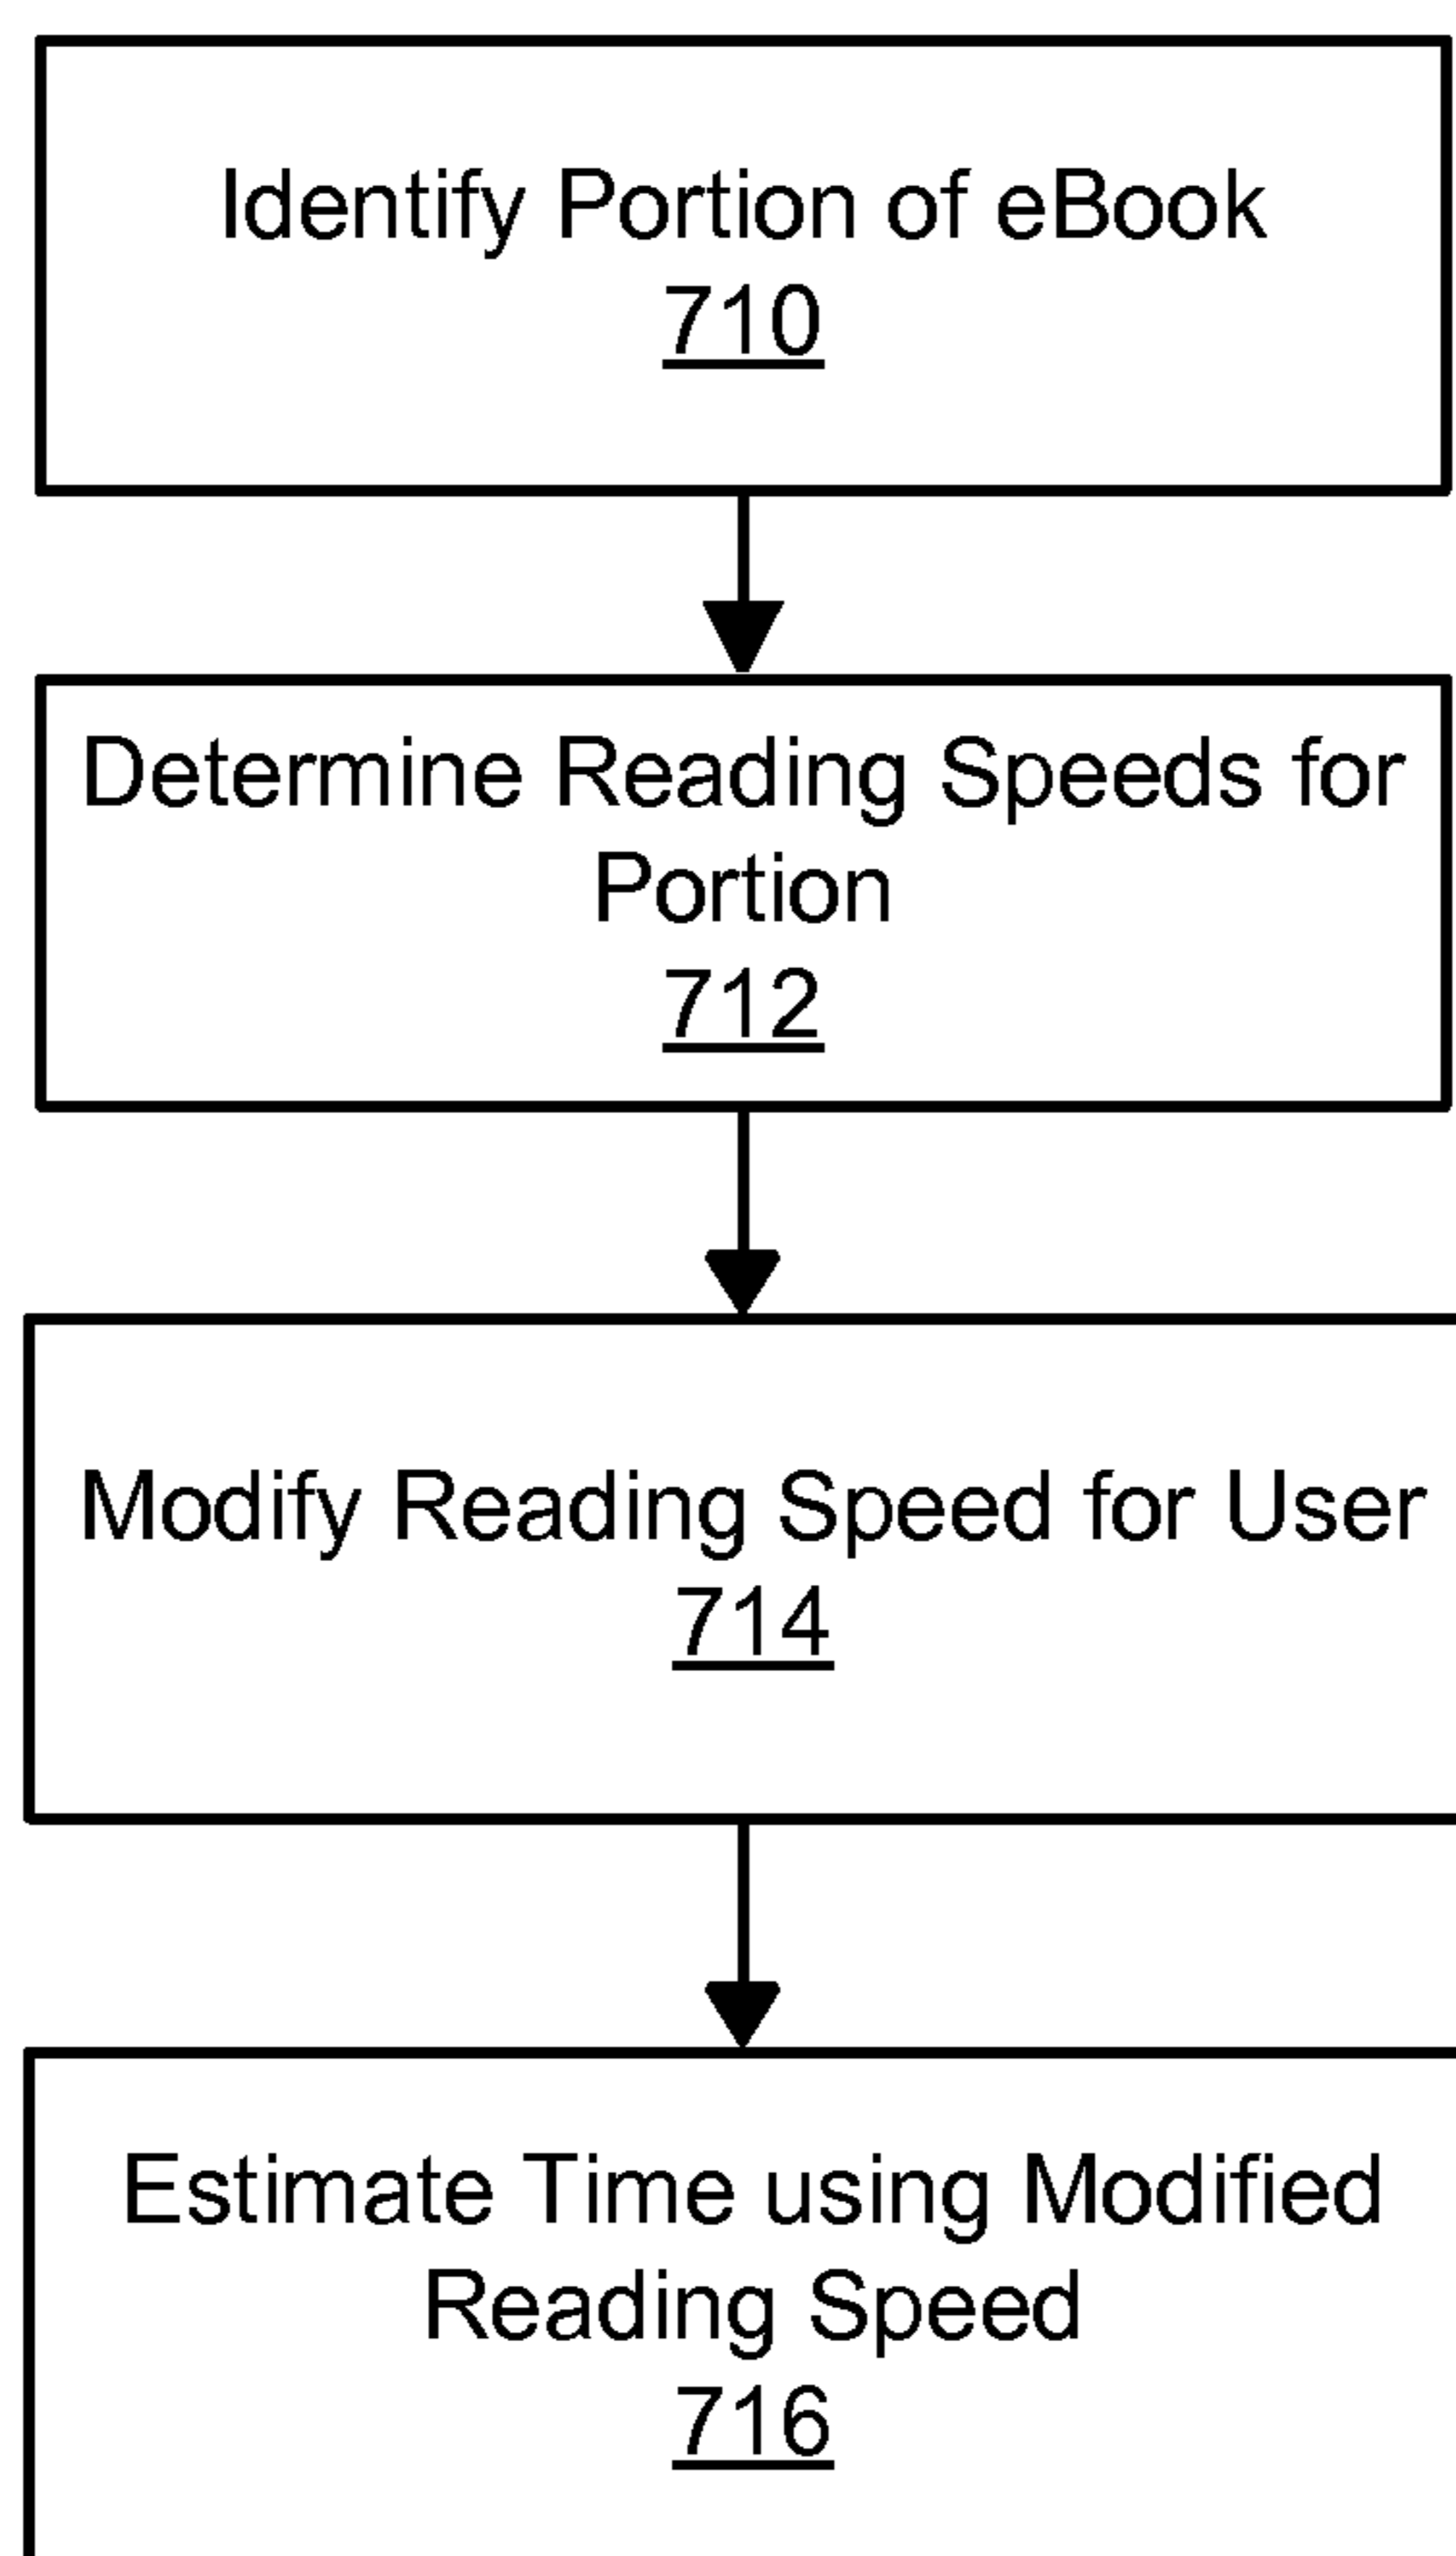 Identify Portion of eBook
710
Determine Reading Speeds for
Portion
712
Modify Reading Speed for User
714
Estimate Time using Modified
Reading Speed
716